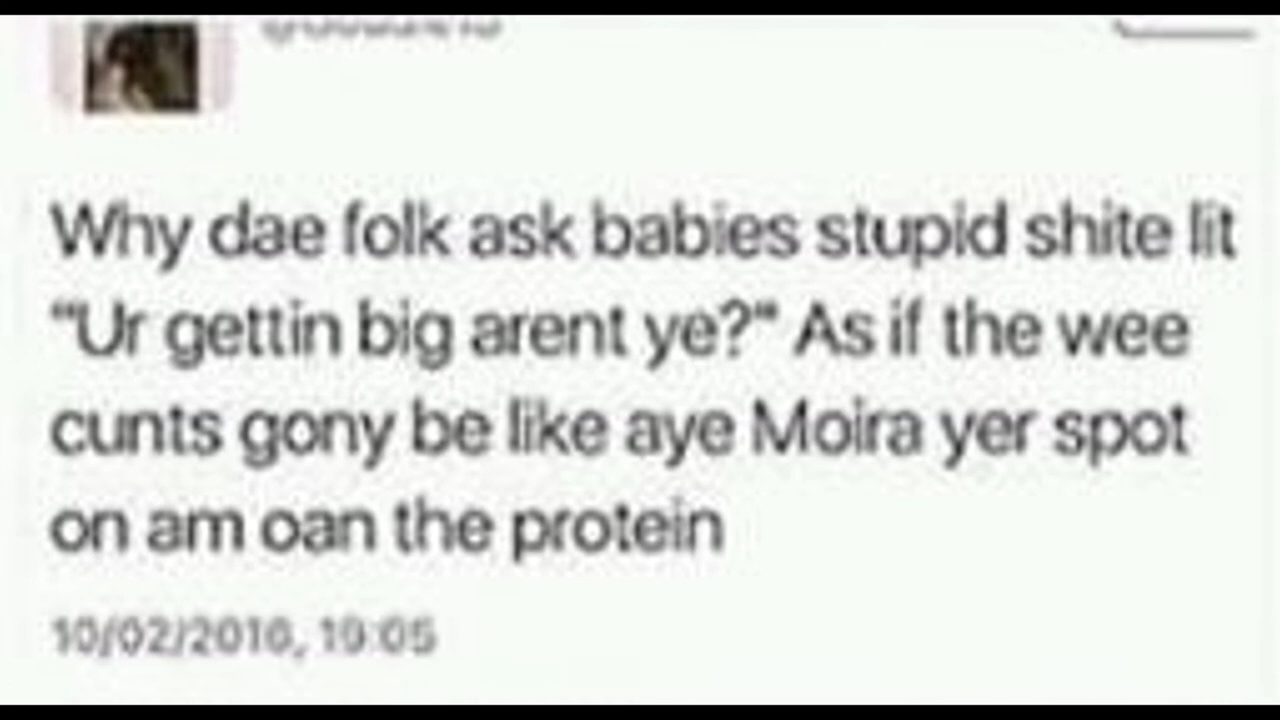 Why dae folk ask babies stupid shite lit
"Ur gettin big arent ye?" As if the wee
cunts gony be like aye Moira yer spot
on am oan the protein
10/02/2016, 19:05